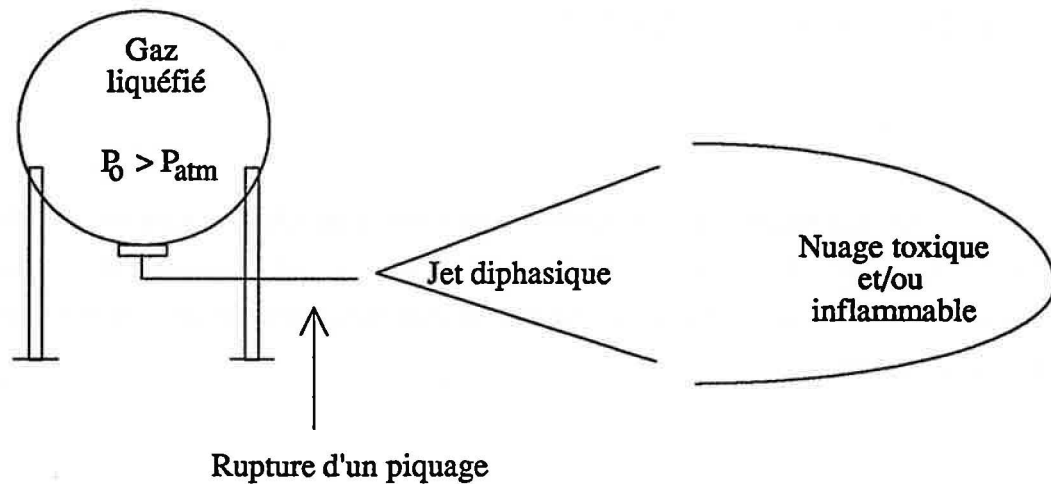 Gaz
liquéfié
P₀ > Patm
Jet diphasique
Nuage toxique
et/ou
inflammable
Rupture d'un piquage